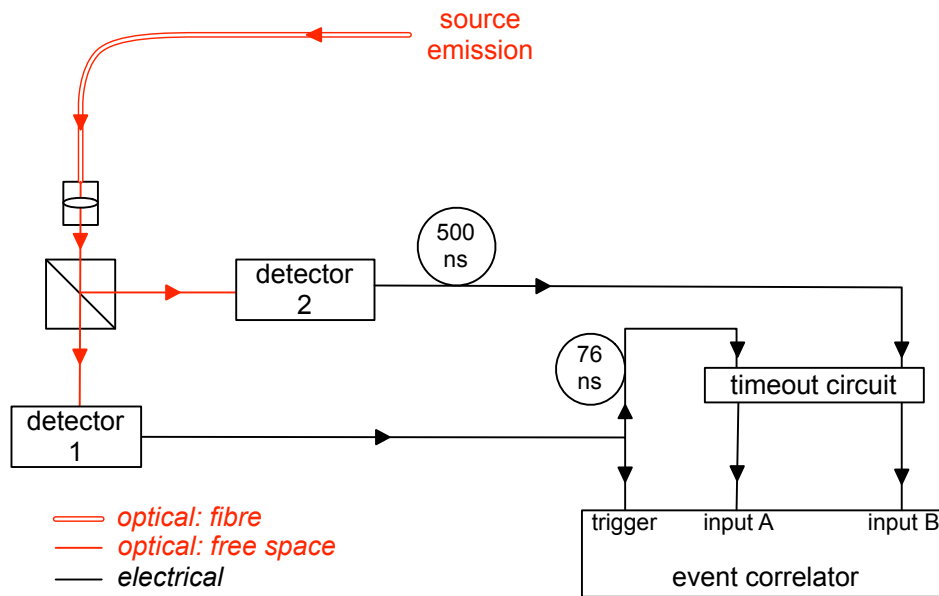 source
emission
500
ns
detector
2
76
ns
timeout circuit
detector
1
optical: fibre
optical: free space
electrical
trigger
input A
input B
event correlator